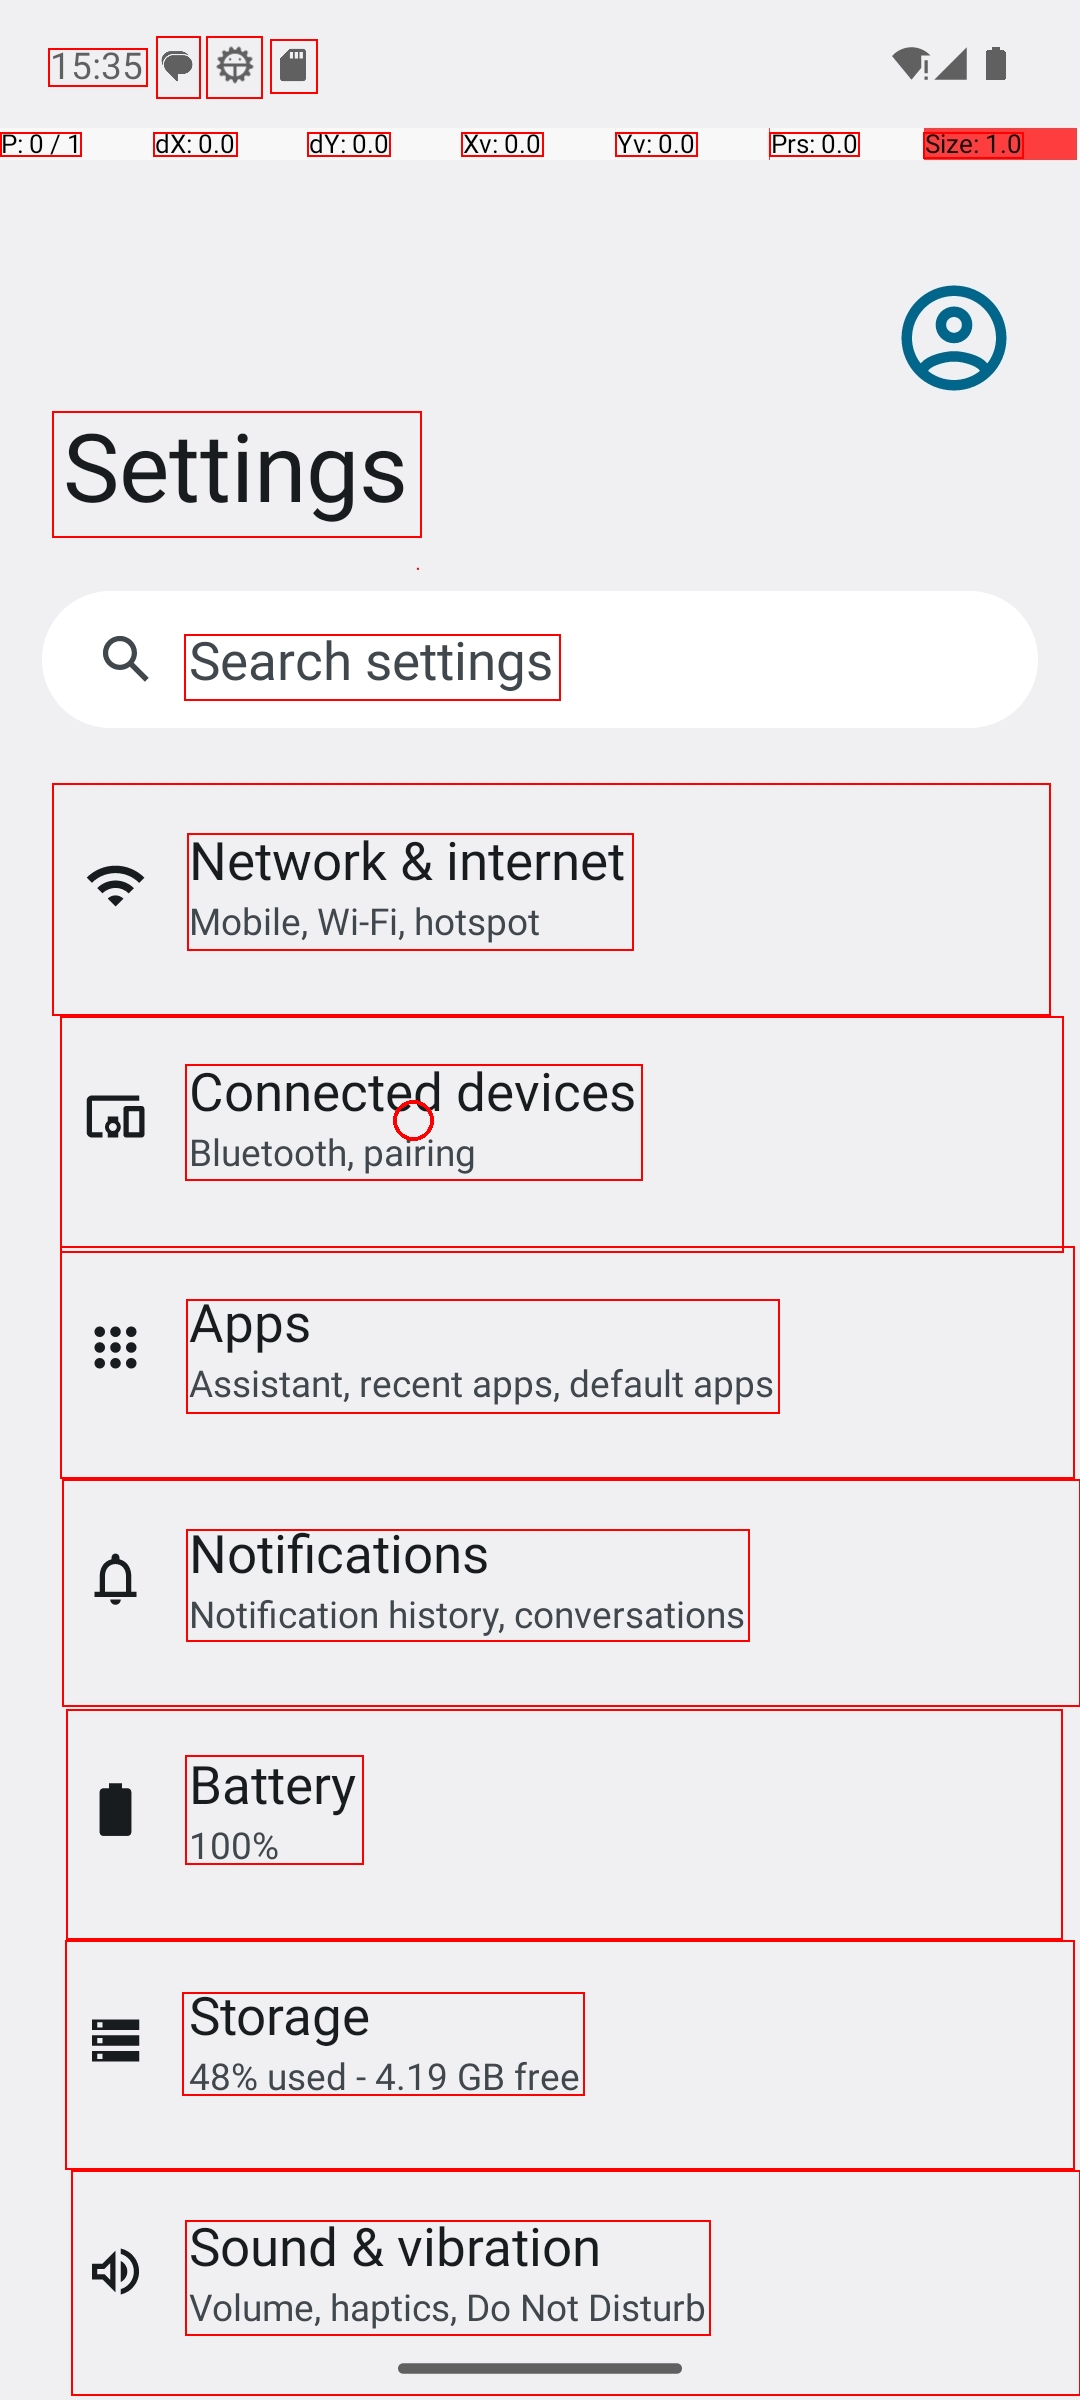 15:35
P: 0 / 1 dX: 0.0 dY: 0.0 Xv: 0.0 Yv: 0.0 Prs: 0.0 Size: 1.0
Settings
Search settings
Network & internet
Mobile, Wi-Fi, hotspot
Connected devices
Bluetooth, pairing
Apps
Assistant, recent apps, default apps
Notifications
Notification history, conversations
Battery
100%
Storage
48% used - 4.19 GB free
Sound & vibration
Volume, haptics, Do Not Disturb